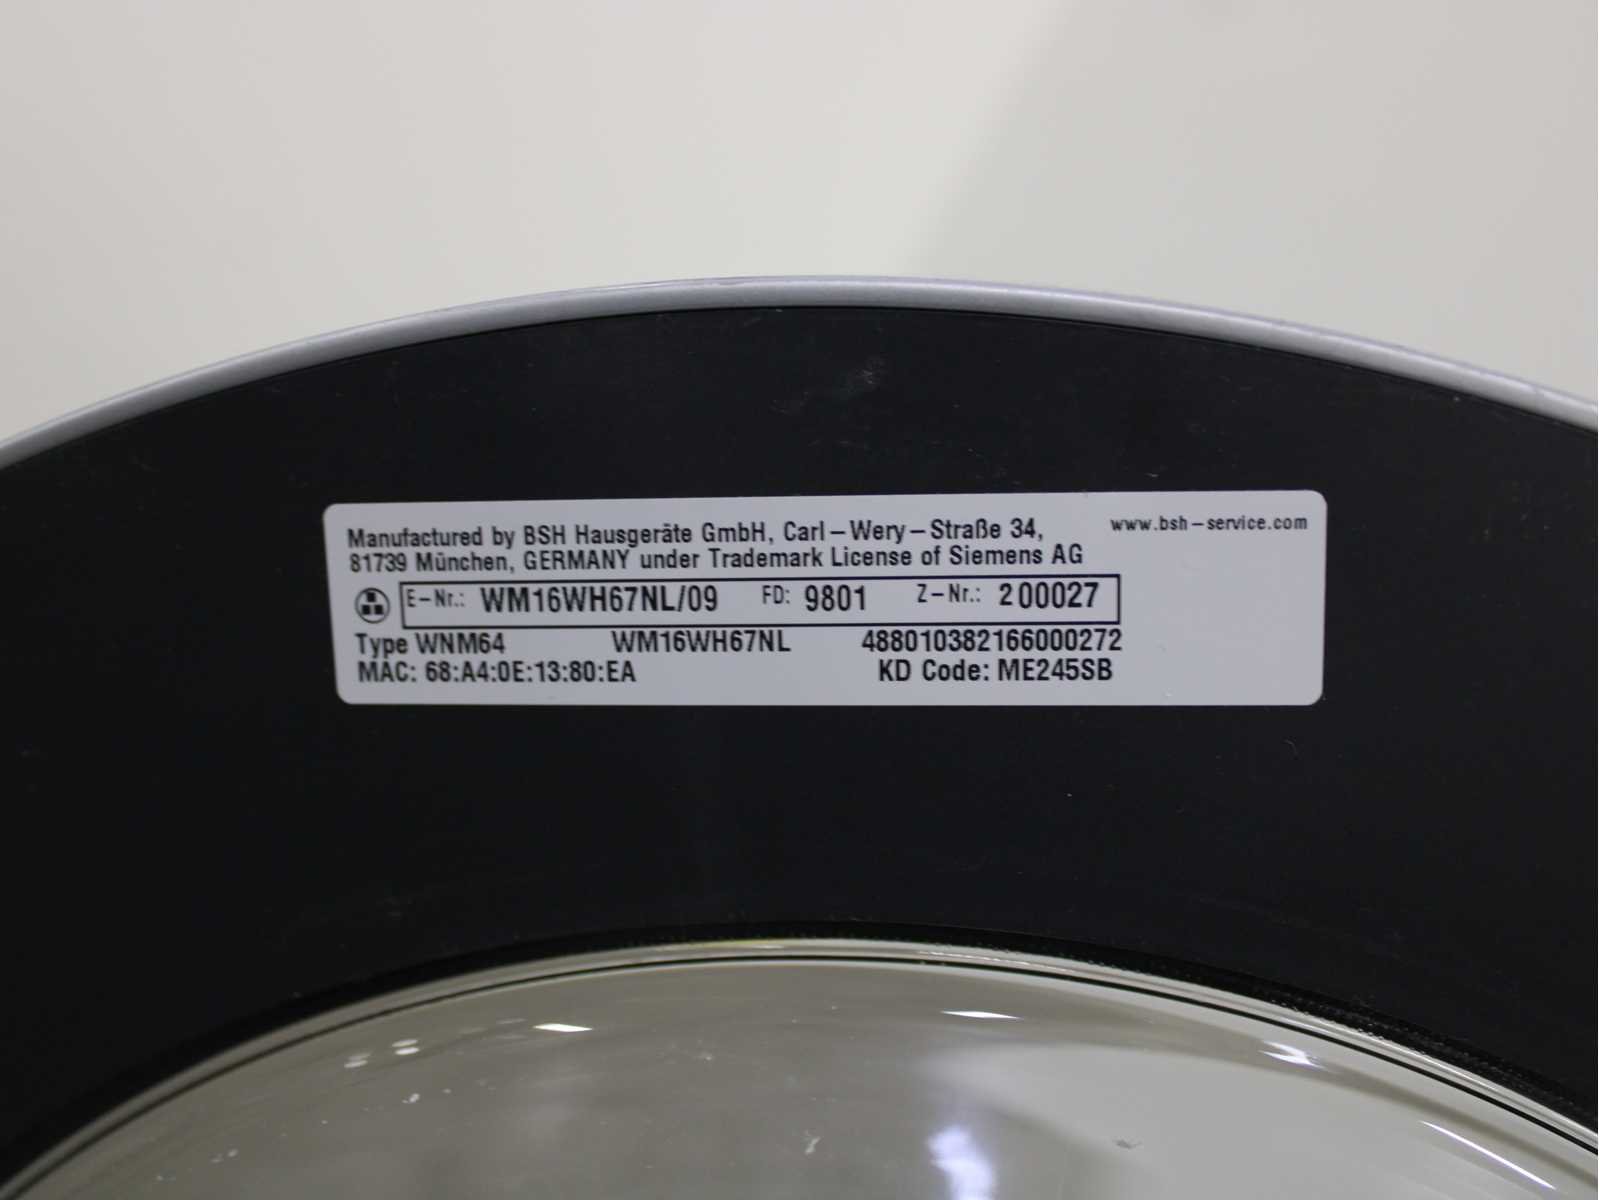 Manufactured by BSH Hausgeräte GmbH, Carl-Wery-Straße 34, www.bsh-service.com
81739 München, GERMANY under Trademark License of Siemens AG
E-Nr.: WM16WH67NL/09 FD: 9801 Z-Nr.: 200027
Type WNM64 WM16WH67NL 488010382166000272
MAC: 68:A4:0E:13:80:EA KD Code: ME245SB